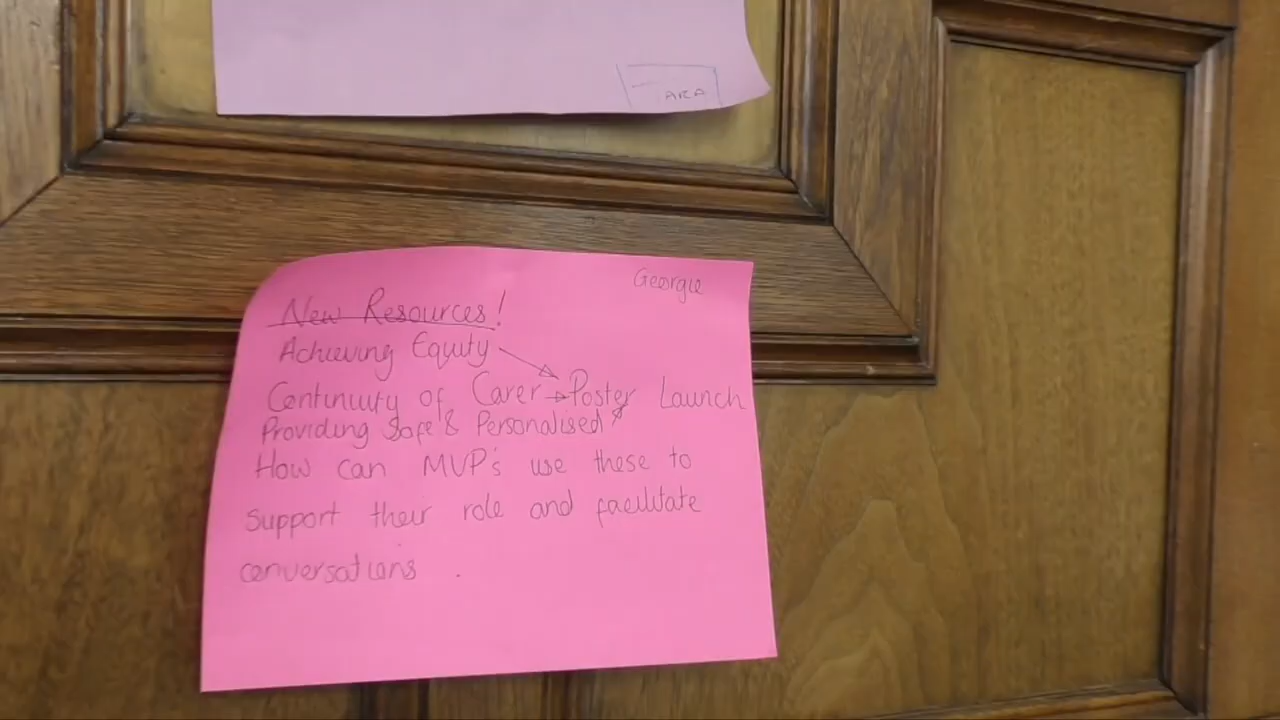 TARA
Georgie
New Resources!
Achieving Equity
Continuity of Carer → Poster Launch
Providing Safe & Personalised
How can MVP's use these to
support their role and facilitate
conversations.